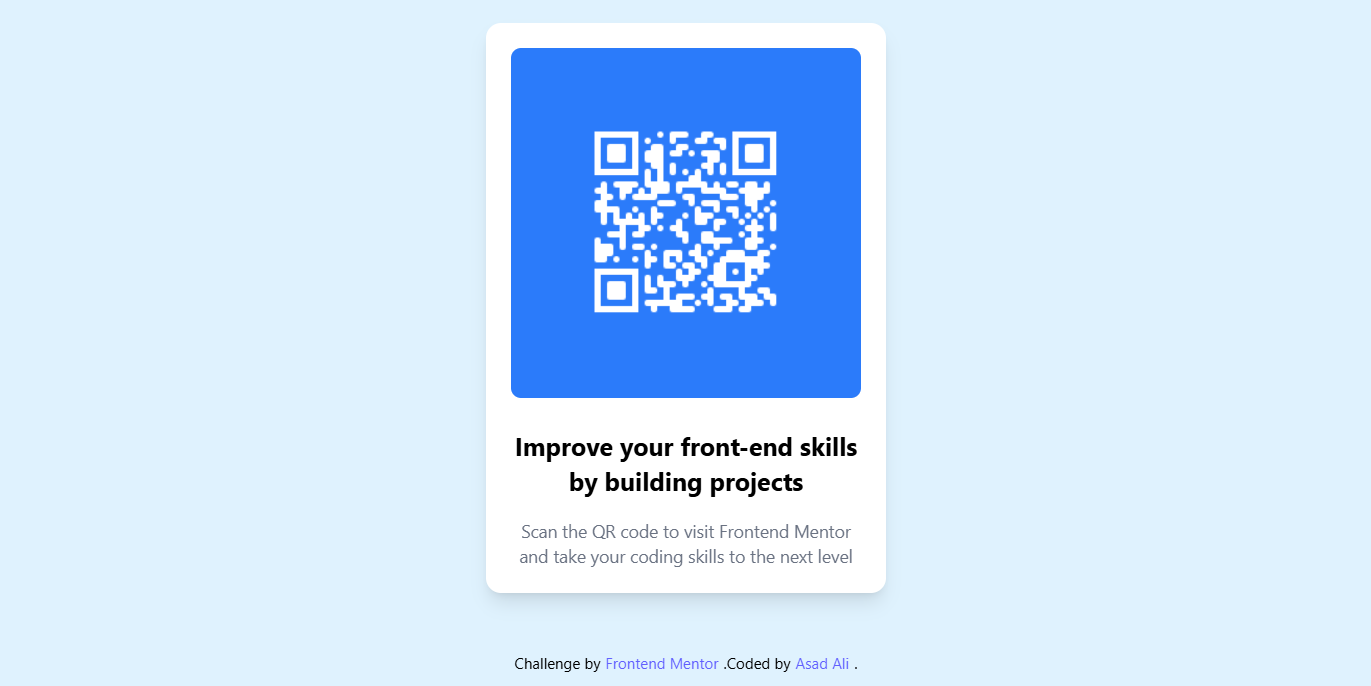 Improve your front-end skills
by building projects
Scan the QR code to visit Frontend Mentor
and take your coding skills to the next level
Challenge by Frontend Mentor .Coded by Asad Ali .